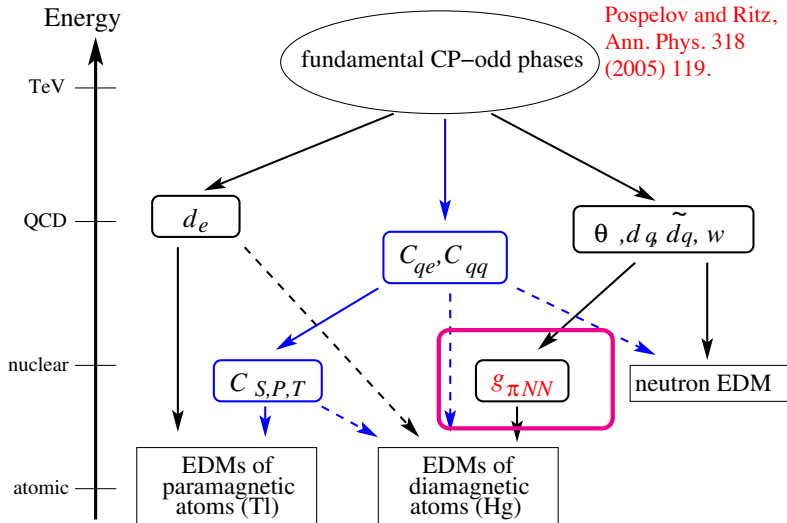 Energy
Pospelov and Ritz,
Ann. Phys. 318
(2005) 119.
fundamental CP−odd phases
TeV
QCD
d_e
C_qe, C_qq
θ, d_q, d̃_q, w
nuclear
C_S,P,T
g_πNN
neutron EDM
atomic
EDMs of
paramagnetic
atoms (Tl)
EDMs of
diamagnetic
atoms (Hg)